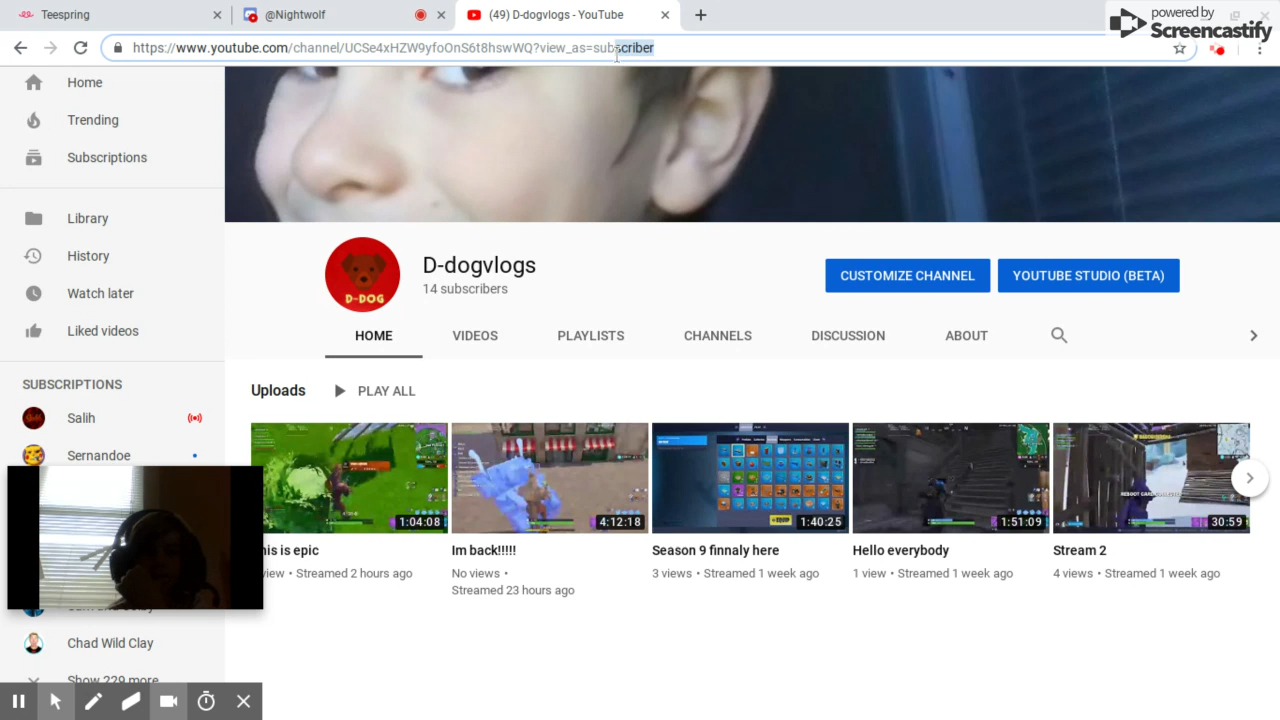 Teespring
@Nightwolf
(49) D-dogvlogs - YouTube
powered by
Screencastify
https://www.youtube.com/channel/UCSe4xHZW9yfoOnS6t8hswWQ?view_as=subscriber
Home
Trending
Subscriptions
Library
History
Watch later
Liked videos
SUBSCRIPTIONS
Salih
Sernandoe
Chad Wild Clay
Show 229 more
D-DOG
D-dogvlogs
14 subscribers
CUSTOMIZE CHANNEL
YOUTUBE STUDIO (BETA)
HOME VIDEOS PLAYLISTS CHANNELS DISCUSSION ABOUT
Uploads PLAY ALL
1:04:08
4:12:18
1:40:25
1:51:09
30:59
his is epic
view • Streamed 2 hours ago
Im back!!!!!
No views •
Streamed 23 hours ago
Season 9 finnaly here
3 views • Streamed 1 week ago
Hello everybody
1 view • Streamed 1 week ago
Stream 2
4 views • Streamed 1 week ago